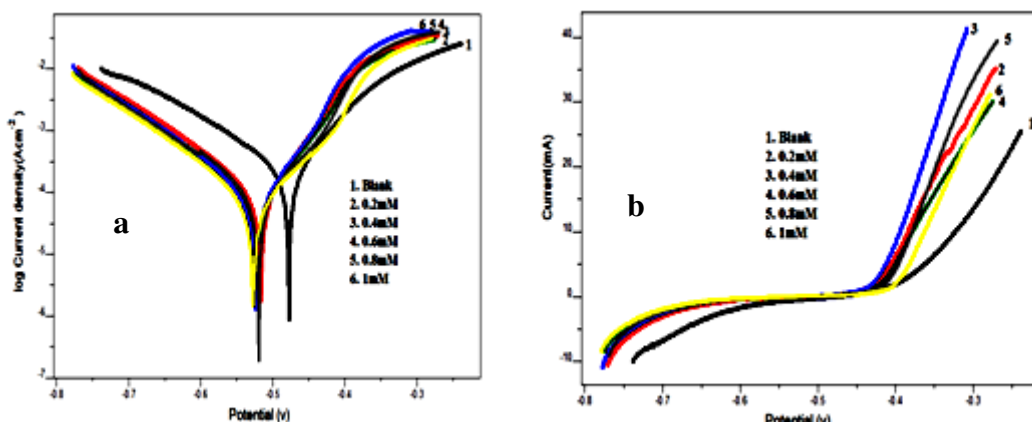 6 5 4
3
2
1
-2
-3
-4
-5
-6
-7
log Current density(Acm⁻²)
a
1. Blank
2. 0.2mM
3. 0.4mM
4. 0.6mM
5. 0.8mM
6. 1mM
-0.8 -0.7 -0.6 -0.5 -0.4 -0.3
Potential (v)
3
5
2
6
4
1
40
30
20
10
0
-10
Current(mA)
b
1. Blank
2. 0.2mM
3. 0.4mM
4. 0.6mM
5. 0.8mM
6. 1mM
-0.8 -0.7 -0.6 -0.5 -0.4 -0.3
Potential (v)